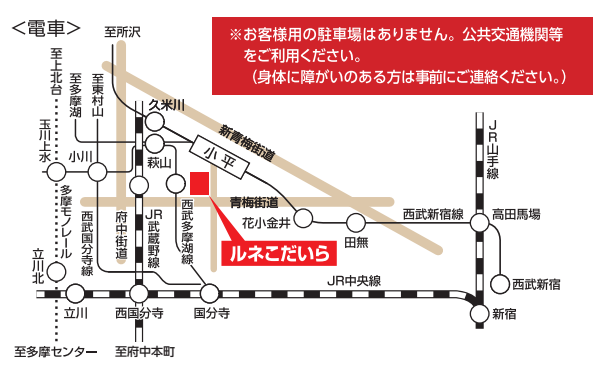 ＜電車＞
※お客様用の駐車場はありません。公共交通機関等
をご利用ください。
（身体に障がいのある方は事前にご連絡ください。）
至所沢
至上北台
至多摩湖
至東村山
久米川
新青梅街道
玉川上水
小川
萩山
小平
青梅街道
多摩モノレール
西武国分寺線
府中街道
JR武蔵野線
西武多摩湖線
花小金井
田無
西武新宿線
高田馬場
JR山手線
ルネこだいら
立川北
JR中央線
西武新宿
立川
西国分寺
国分寺
新宿
至多摩センター
至府中本町